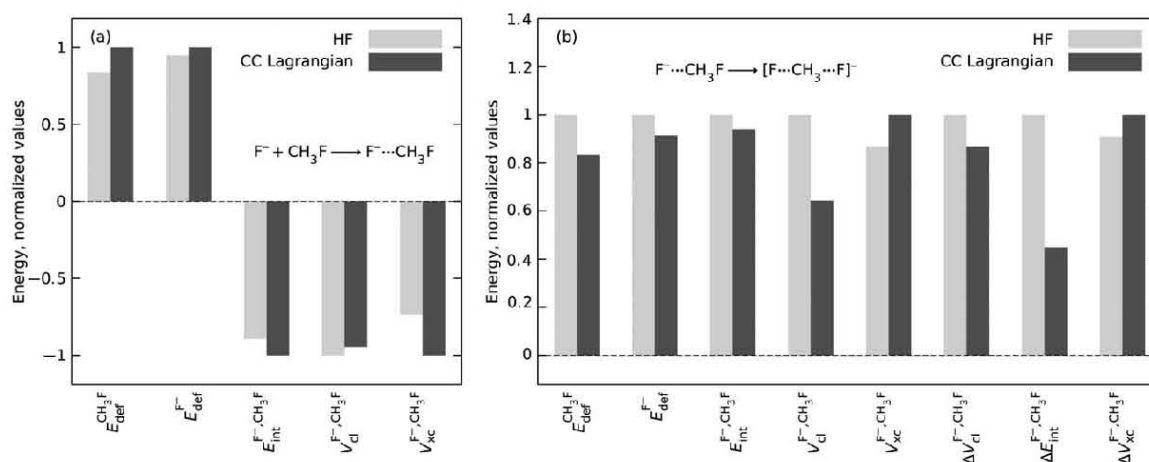 (a)
HF
CC Lagrangian
F⁻ + CH₃F ⟶ F⁻···CH₃F
Energy, normalized values
1
0.5
0
−0.5
−1
E_def^CH₃F
E_def^F⁻
E_int^F⁻,CH₃F
V_cl^F⁻,CH₃F
V_xc^F⁻,CH₃F
(b)
HF
CC Lagrangian
F⁻···CH₃F ⟶ [F···CH₃···F]⁻
Energy, normalized values
1.4
1.2
1
0.8
0.6
0.4
0.2
0
E_def^CH₃F
E_def^F⁻
E_int^F⁻,CH₃F
V_cl^F⁻,CH₃F
V_xc^F⁻,CH₃F
ΔV_cl^F⁻,CH₃F
ΔE_int^F⁻,CH₃F
ΔV_xc^F⁻,CH₃F